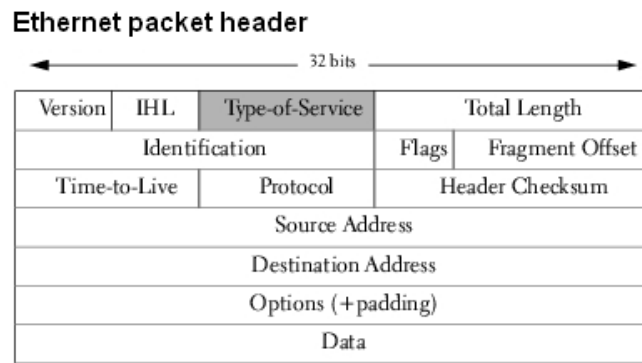 Ethernet packet header
32 bits
Version IHL Type-of-Service Total Length
Identification Flags Fragment Offset
Time-to-Live Protocol Header Checksum
Source Address
Destination Address
Options (+padding)
Data